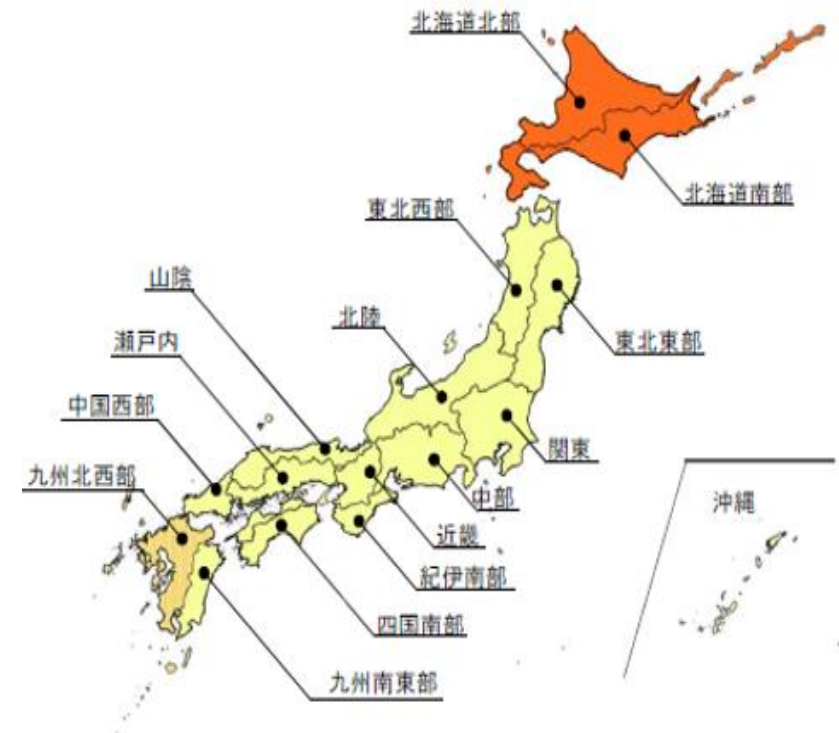 北海道北部
北海道南部
東北西部
山陰
北陸
瀬戸内
東北東部
中国西部
関東
九州北西部
中部
沖縄
近畿
紀伊南部
四国南部
九州南東部